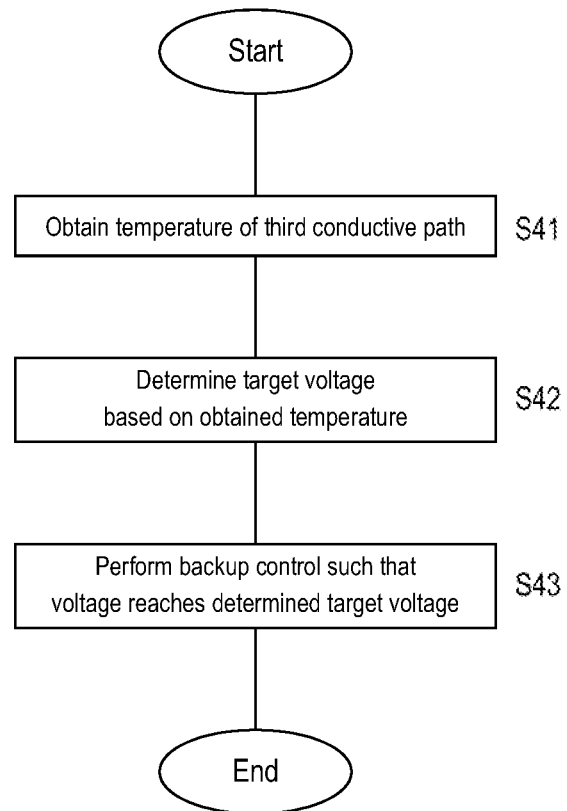 Start
Obtain temperature of third conductive path
S41
Determine target voltage
based on obtained temperature
S42
Perform backup control such that
voltage reaches determined target voltage
S43
End